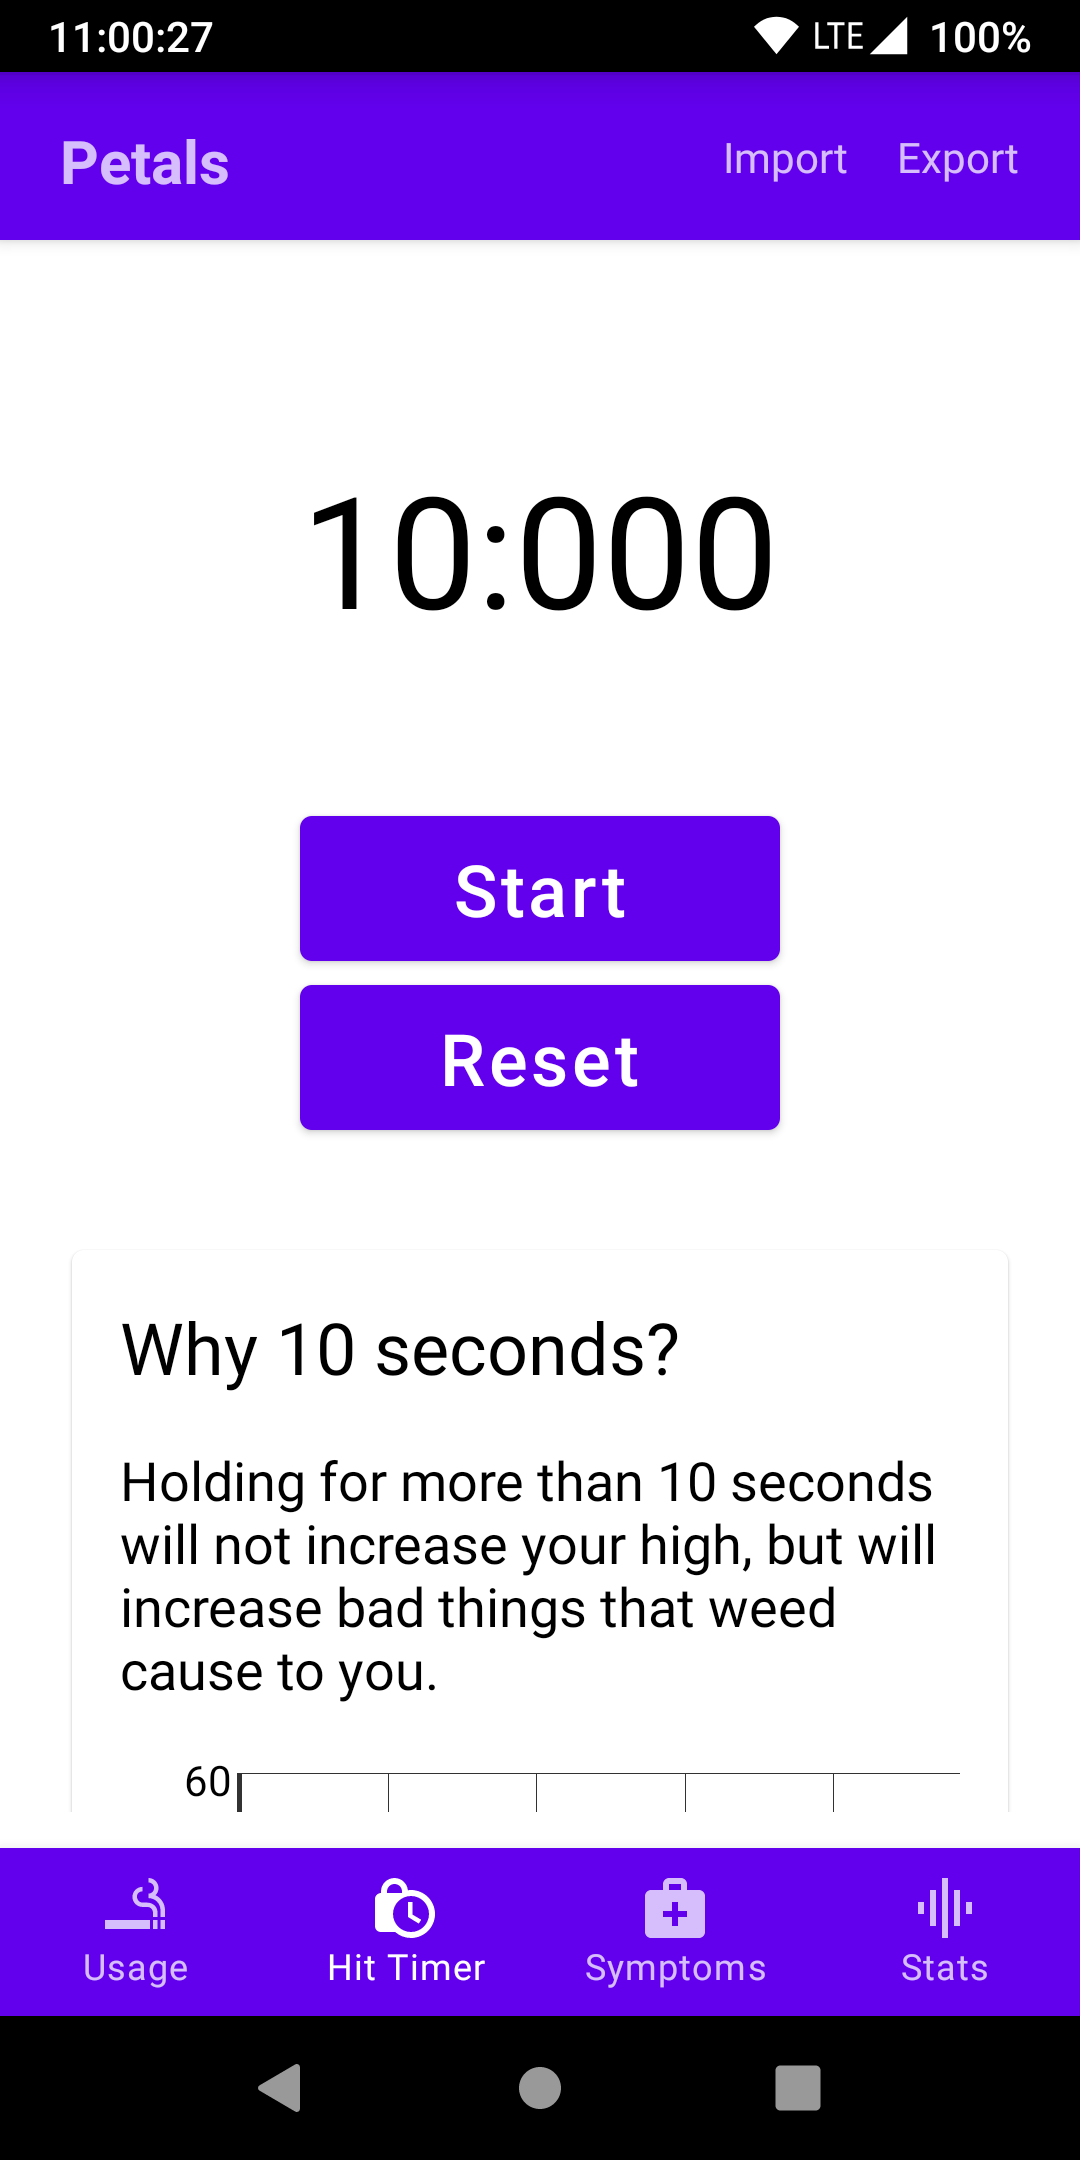 11:00:27 LTE 100%
Petals Import Export
10:000
Start
Reset
Why 10 seconds?
Holding for more than 10 seconds
will not increase your high, but will
increase bad things that weed
cause to you.
60
Usage Hit Timer Symptoms Stats